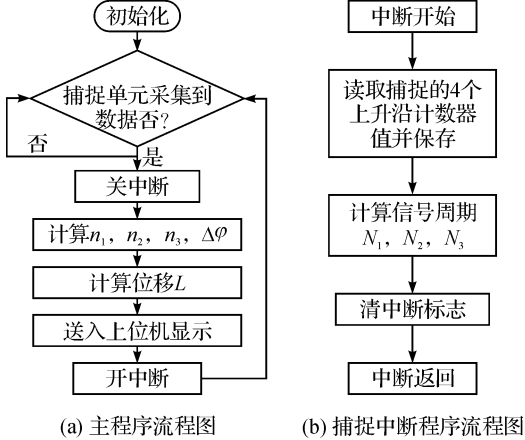 初始化
捕捉单元采集到
数据否?
否
是
关中断
计算n₁，n₂，n₃，Δφ
计算位移L
送入上位机显示
开中断
(a) 主程序流程图
中断开始
读取捕捉的4个
上升沿计数器
值并保存
计算信号周期
N₁，N₂，N₃
清中断标志
中断返回
(b) 捕捉中断程序流程图